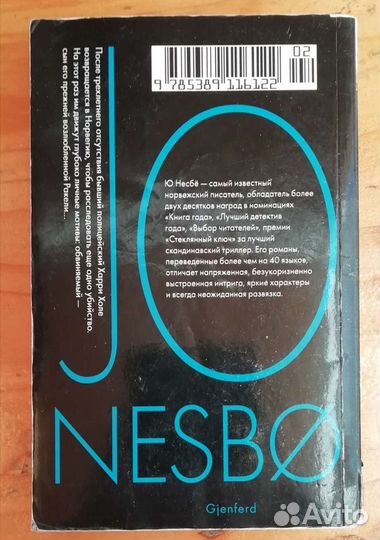 JO
NESBØ
После трехлетнего отсутствия бывший полицейский Харри Холе
возвращается в Норвегию, чтобы расследовать еще одно убийство.
На этот раз им движут глубоко личные мотивы: обвиняемый —
сын его прежней возлюбленной Ракели...
02
9 785389 116122
Ю Несбё — самый известный
норвежский писатель, обладатель более
двух десятков наград в номинациях
«Книга года», «Лучший детектив
года», «Выбор читателей», премии
«Стеклянный ключ» за лучший
скандинавский триллер. Его романы,
переведенные более чем на 40 языков,
отличает напряженная, безукоризненно
выстроенная интрига, яркие характеры
и всегда неожиданная развязка.
Gjenferd
Avito